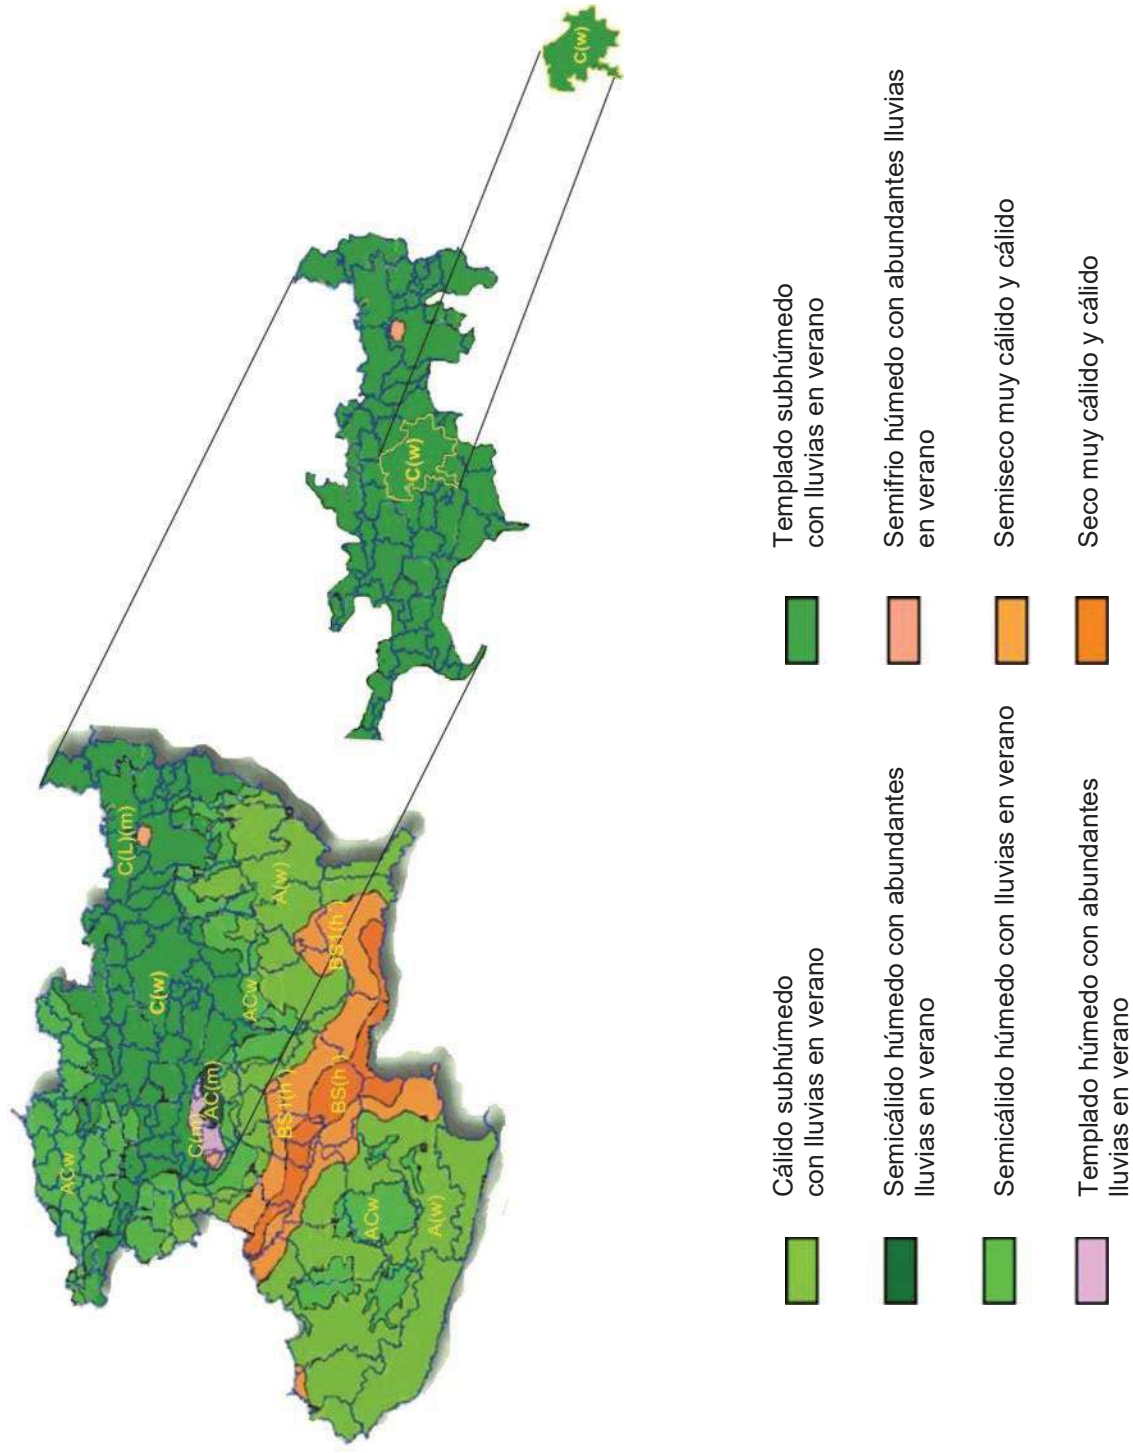 C(L)(m)
C(w)
ACw
C(m)
AC(m)
ACw
A(w)
BS1(h')
BS1(h')
BS(h')
ACw
A(w)
C(w)
C(w)
Cálido subhúmedo
con lluvias en verano
Semicálido húmedo con abundantes
lluvias en verano
Semicálido húmedo con lluvias en verano
Templado húmedo con abundantes
lluvias en verano
Templado subhúmedo
con lluvias en verano
Semifrio húmedo con abundantes lluvias
en verano
Semiseco muy cálido y cálido
Seco muy cálido y cálido